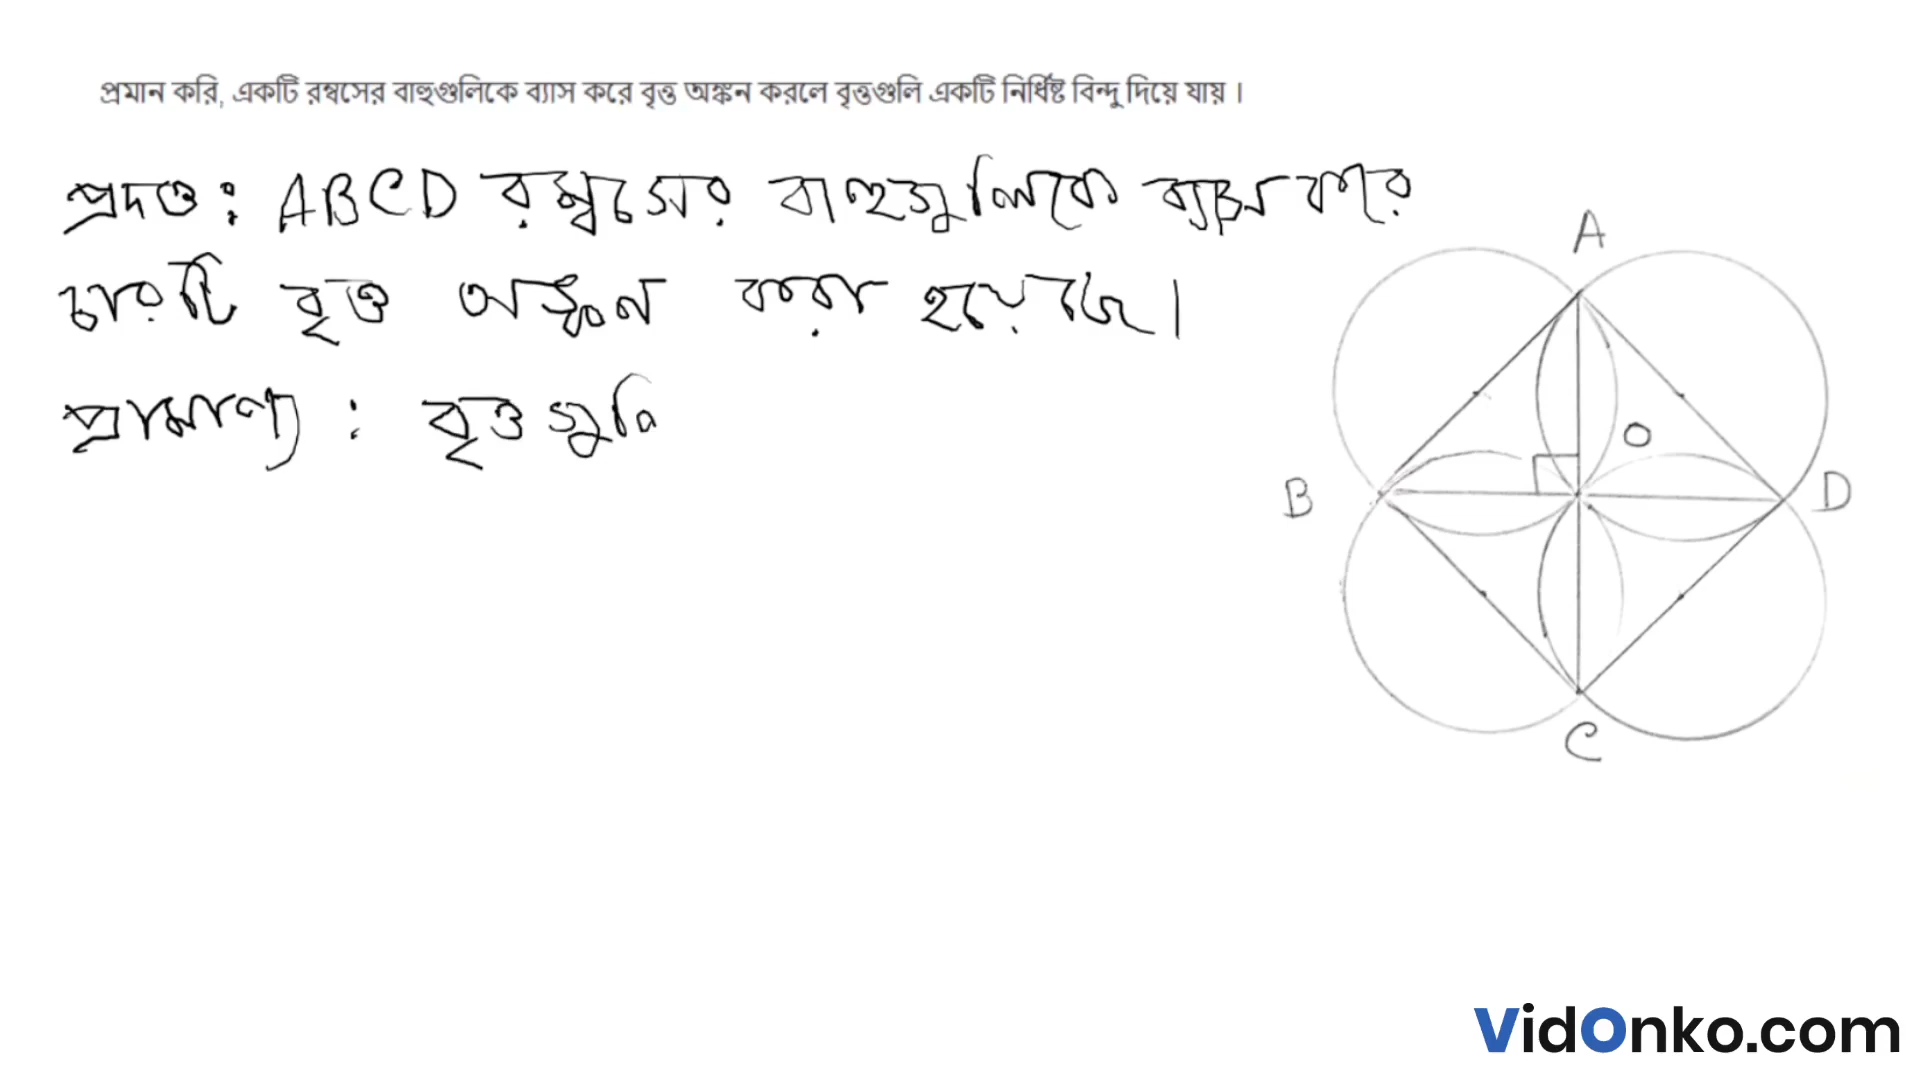 প্রমান করি, একটি রম্বসের বাহুগুলিকে ব্যাস করে বৃত্ত অঙ্কন করলে বৃত্তগুলি একটি নির্ধিষ্ট বিন্দু দিয়ে যায়।
প্রদত্ত : ABCD রম্বসের বাহুগুলিকে ব্যাস করে
চারটি বৃত্ত অঙ্কন করা হয়েছে।
প্রামাণ্য : বৃত্তগুলি
A
O
B
D
C
VidOnko.com